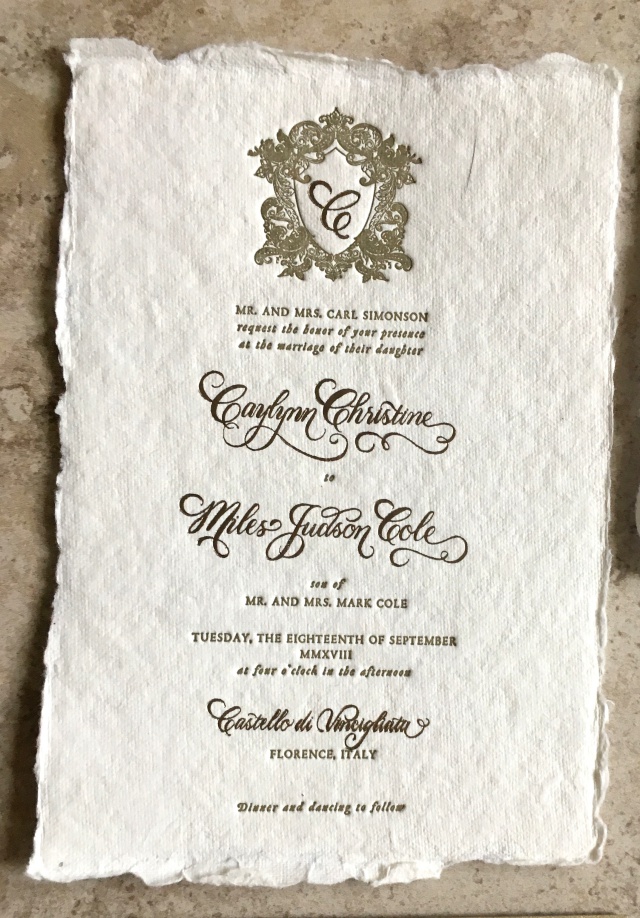 C
MR. AND MRS. CARL SIMONSON
request the honor of your presence
at the marriage of their daughter
Caylynn Christine
to
Miles Judson Cole
son of
MR. AND MRS. MARK COLE
TUESDAY, THE EIGHTEENTH OF SEPTEMBER
MMXVIII
at four o'clock in the afternoon
Castello di Vincigliata
FLORENCE, ITALY
Dinner and dancing to follow